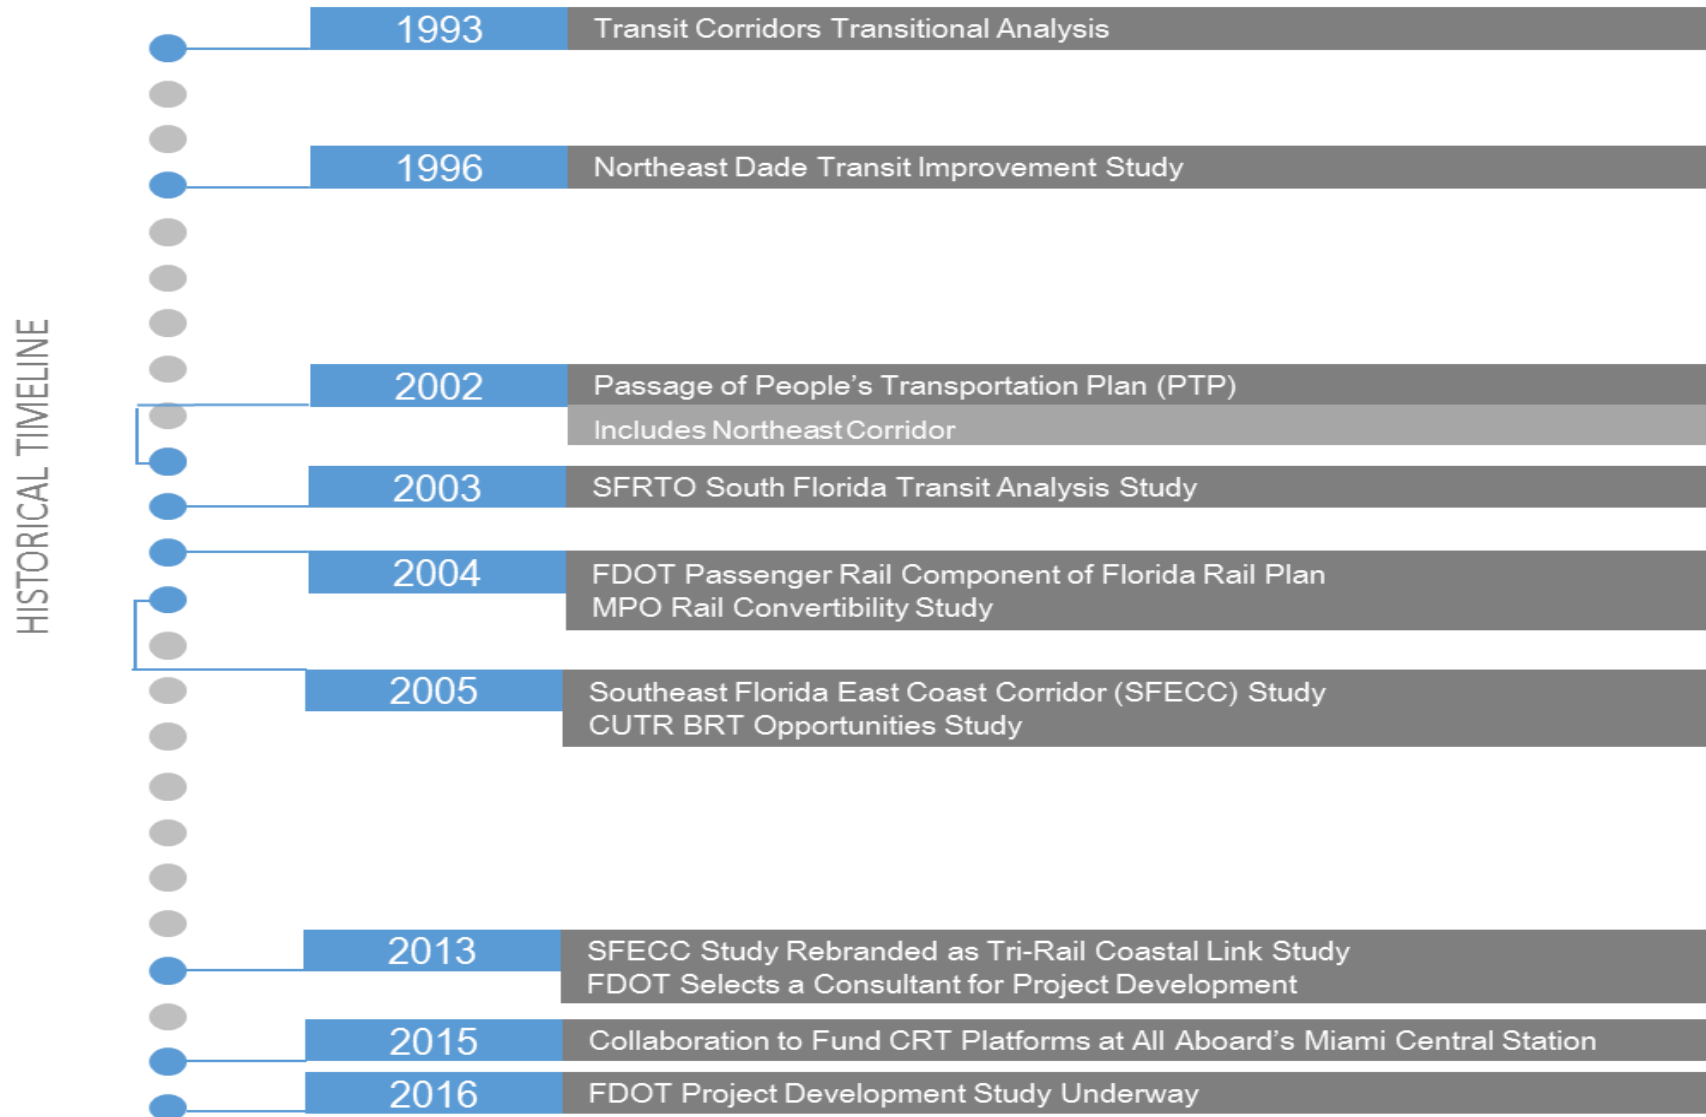 HISTORICAL TIMELINE
1993
Transit Corridors Transitional Analysis
1996
Northeast Dade Transit Improvement Study
2002
Passage of People’s Transportation Plan (PTP)
Includes Northeast Corridor
2003
SFRTO South Florida Transit Analysis Study
2004
FDOT Passenger Rail Component of Florida Rail Plan
MPO Rail Convertibility Study
2005
Southeast Florida East Coast Corridor (SFECC) Study
CUTR BRT Opportunities Study
2013
SFECC Study Rebranded as Tri-Rail Coastal Link Study
FDOT Selects a Consultant for Project Development
2015
Collaboration to Fund CRT Platforms at All Aboard’s Miami Central Station
2016
FDOT Project Development Study Underway